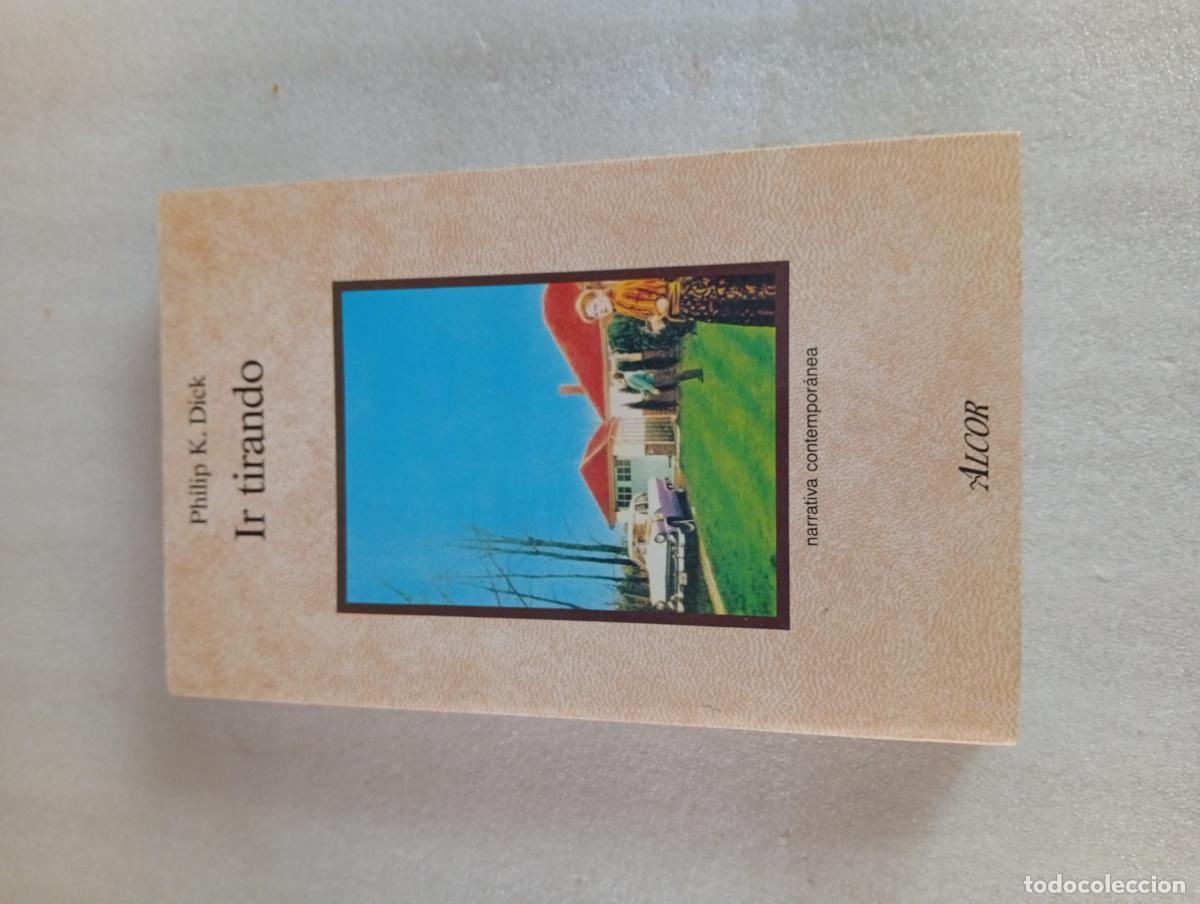 Philip K. Dick
Ir tirando
narrativa contemporánea
ALCOR
todocoleccion